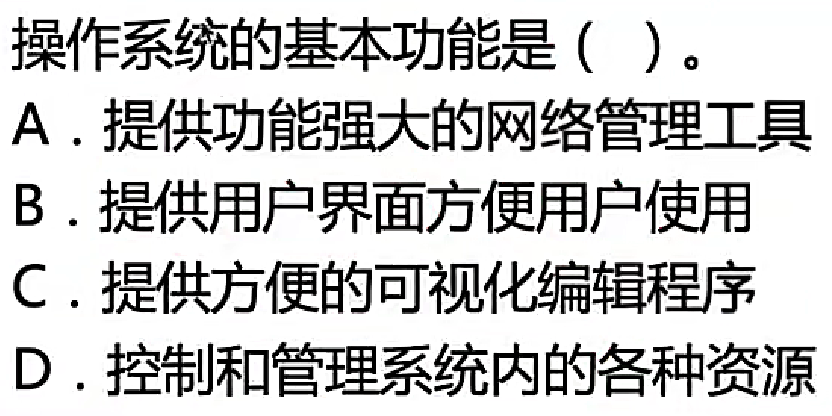 操作系统的基本功能是（ ）。
A．提供功能强大的网络管理工具
B．提供用户界面方便用户使用
C．提供方便的可视化编辑程序
D．控制和管理系统内的各种资源